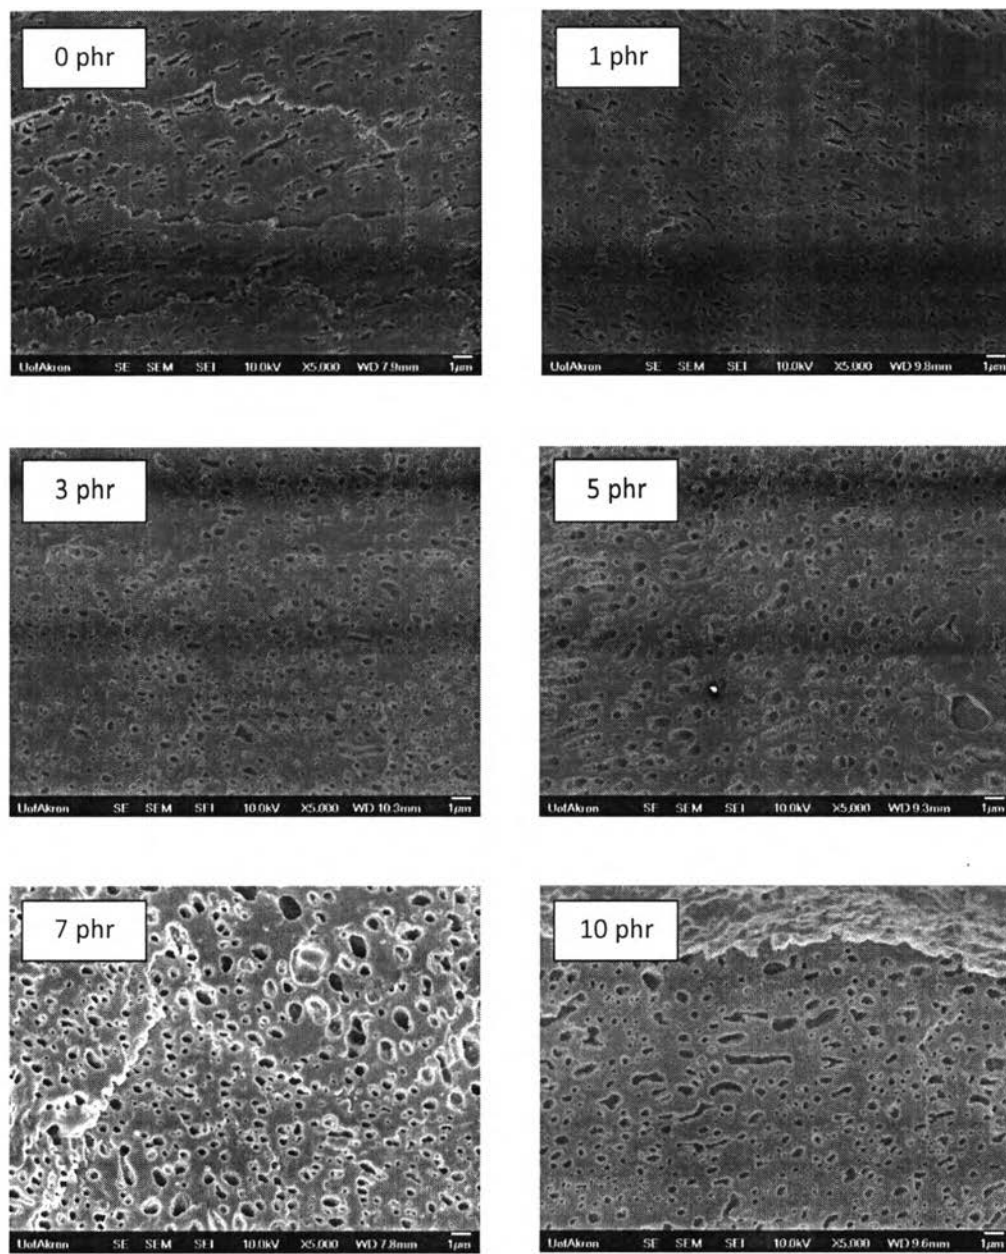 0 phr
UofAkron SE SEM SEI 10.0kV X5,000 WD 7.9mm 1μm
1 phr
UofAkron SE SEM SEI 10.0kV X5,000 WD 9.8mm 1μm
3 phr
UofAkron SE SEM SEI 10.0kV X5,000 WD 10.3mm 1μm
5 phr
UofAkron SE SEM SEI 10.0kV X5,000 WD 9.3mm 1μm
7 phr
UofAkron SE SEM SEI 10.0kV X5,000 WD 7.8mm 1μm
10 phr
UofAkron SE SEM SEI 10.0kV X5,000 WD 9.6mm 1μm